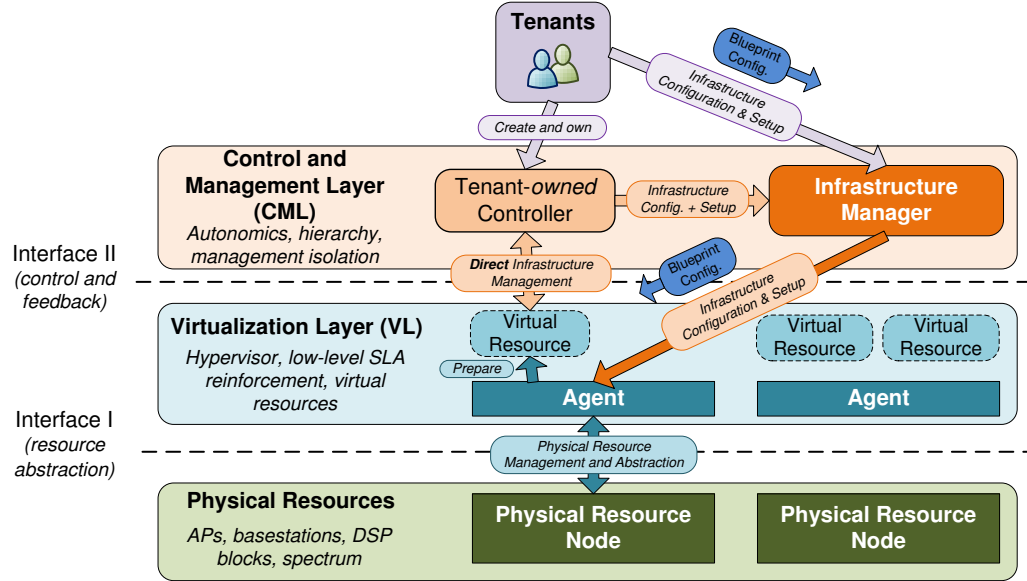 Tenants
Blueprint
Config.
Infrastructure
Configuration & Setup
Create and own
Control and
Management Layer
(CML)
Autonomics, hierarchy,
management isolation
Tenant-owned
Controller
Infrastructure
Config. + Setup
Infrastructure
Manager
Interface II
(control and
feedback)
Direct Infrastructure
Management
Blueprint
Config.
Infrastructure
Configuration & Setup
Virtualization Layer (VL)
Hypervisor, low-level SLA
reinforcement, virtual
resources
Virtual
Resource
Virtual
Resource
Virtual
Resource
Prepare
Agent
Agent
Interface I
(resource
abstraction)
Physical Resource
Management and Abstraction
Physical Resources
APs, basestations, DSP
blocks, spectrum
Physical Resource
Node
Physical Resource
Node